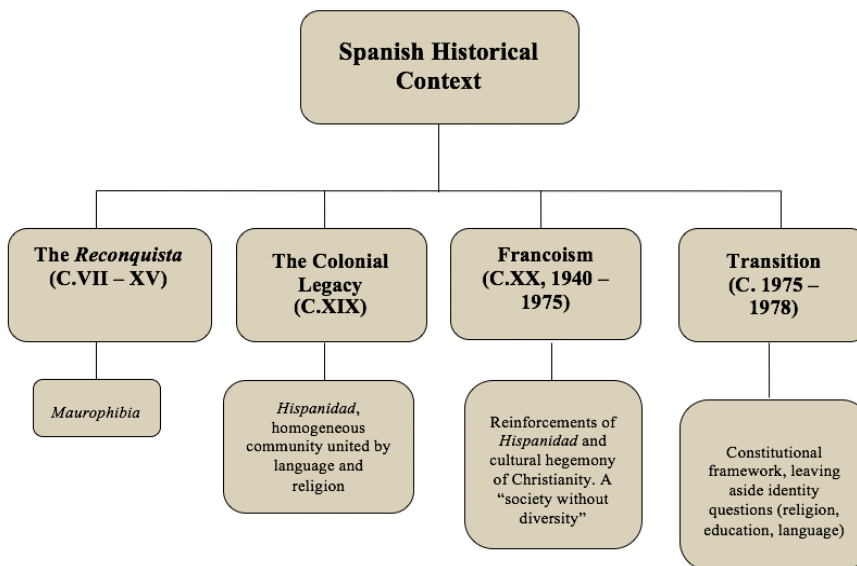 Spanish Historical
Context
The Reconquista
(C.VII – XV)
The Colonial
Legacy
(C.XIX)
Francoism
(C.XX, 1940 –
1975)
Transition
(C. 1975 –
1978)
Maurophibia
Hispanidad,
homogeneous
community united by
language and
religion
Reinforcements of
Hispanidad and
cultural hegemony
of Christianity. A
“society without
diversity”
Constitutional
framework, leaving
aside identity
questions (religion,
education, language)